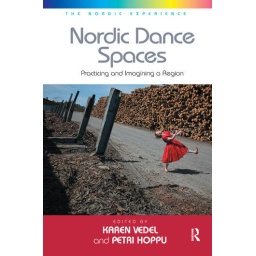 THE NORDIC EXPERIENCE
Nordic Dance
Spaces
Practicing and Imagining a Region
EDITED BY
KAREN VEDEL
and PETRI HOPPU
R